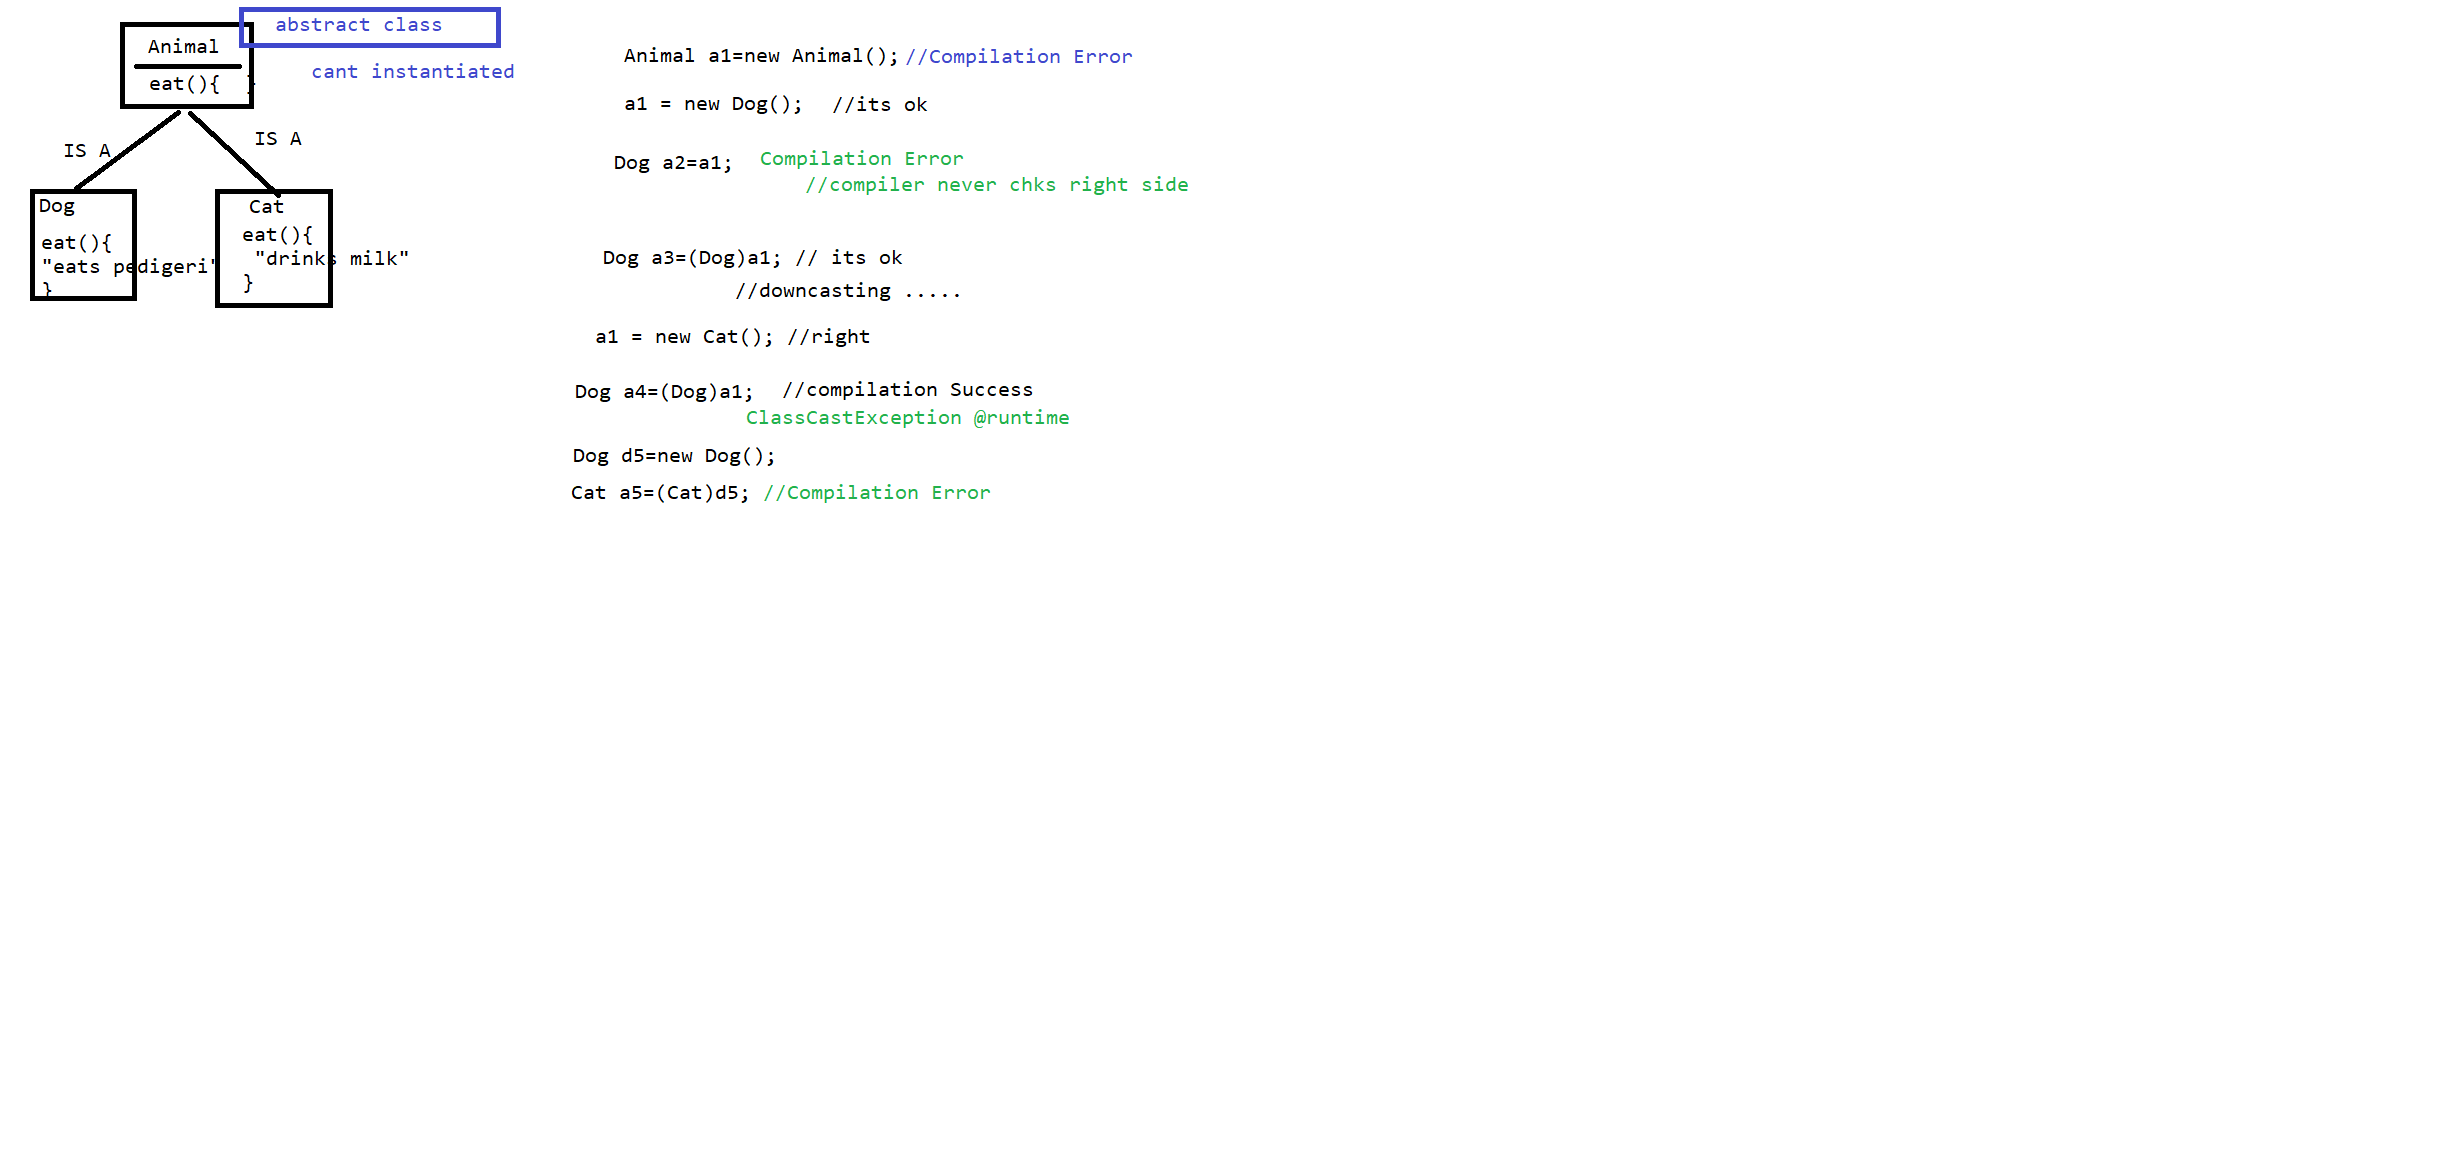 abstract class
Animal
cant instantiated
eat(){  }
IS A
IS A
Dog
eat(){
"eats pedigeri"
}
Cat
eat(){
"drinks milk"
}
Animal a1=new Animal(); //Compilation Error
a1 = new Dog(); //its ok
Dog a2=a1; Compilation Error
//compiler never chks right side
Dog a3=(Dog)a1; // its ok
//downcasting .....
a1 = new Cat(); //right
Dog a4=(Dog)a1; //compilation Success
ClassCastException @runtime
Dog d5=new Dog();
Cat a5=(Cat)d5; //Compilation Error